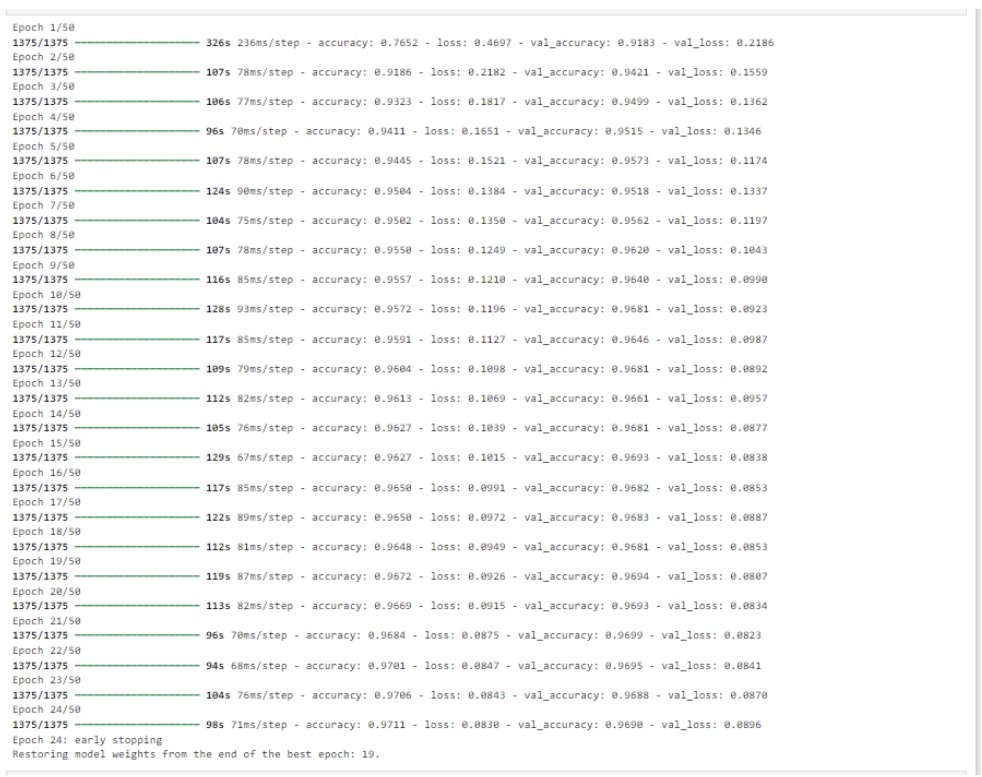 Epoch 1/50
1375/1375 326s 236ms/step - accuracy: 0.7652 - loss: 0.4697 - val_accuracy: 0.9183 - val_loss: 0.2186
Epoch 2/50
1375/1375 107s 78ms/step - accuracy: 0.9186 - loss: 0.2182 - val_accuracy: 0.9421 - val_loss: 0.1559
Epoch 3/50
1375/1375 106s 77ms/step - accuracy: 0.9323 - loss: 0.1817 - val_accuracy: 0.9499 - val_loss: 0.1362
Epoch 4/50
1375/1375 96s 70ms/step - accuracy: 0.9411 - loss: 0.1651 - val_accuracy: 0.9515 - val_loss: 0.1346
Epoch 5/50
1375/1375 107s 78ms/step - accuracy: 0.9445 - loss: 0.1521 - val_accuracy: 0.9573 - val_loss: 0.1174
Epoch 6/50
1375/1375 124s 90ms/step - accuracy: 0.9504 - loss: 0.1384 - val_accuracy: 0.9518 - val_loss: 0.1337
Epoch 7/50
1375/1375 104s 75ms/step - accuracy: 0.9502 - loss: 0.1350 - val_accuracy: 0.9562 - val_loss: 0.1197
Epoch 8/50
1375/1375 107s 78ms/step - accuracy: 0.9550 - loss: 0.1249 - val_accuracy: 0.9620 - val_loss: 0.1043
Epoch 9/50
1375/1375 116s 85ms/step - accuracy: 0.9557 - loss: 0.1210 - val_accuracy: 0.9640 - val_loss: 0.0990
Epoch 10/50
1375/1375 128s 93ms/step - accuracy: 0.9572 - loss: 0.1196 - val_accuracy: 0.9681 - val_loss: 0.0923
Epoch 11/50
1375/1375 117s 85ms/step - accuracy: 0.9591 - loss: 0.1127 - val_accuracy: 0.9646 - val_loss: 0.0987
Epoch 12/50
1375/1375 109s 79ms/step - accuracy: 0.9604 - loss: 0.1098 - val_accuracy: 0.9681 - val_loss: 0.0892
Epoch 13/50
1375/1375 112s 82ms/step - accuracy: 0.9613 - loss: 0.1069 - val_accuracy: 0.9661 - val_loss: 0.0957
Epoch 14/50
1375/1375 105s 76ms/step - accuracy: 0.9627 - loss: 0.1039 - val_accuracy: 0.9681 - val_loss: 0.0877
Epoch 15/50
1375/1375 129s 67ms/step - accuracy: 0.9627 - loss: 0.1015 - val_accuracy: 0.9693 - val_loss: 0.0838
Epoch 16/50
1375/1375 117s 85ms/step - accuracy: 0.9650 - loss: 0.0991 - val_accuracy: 0.9682 - val_loss: 0.0853
Epoch 17/50
1375/1375 122s 89ms/step - accuracy: 0.9650 - loss: 0.0972 - val_accuracy: 0.9683 - val_loss: 0.0887
Epoch 18/50
1375/1375 112s 81ms/step - accuracy: 0.9648 - loss: 0.0949 - val_accuracy: 0.9681 - val_loss: 0.0853
Epoch 19/50
1375/1375 119s 87ms/step - accuracy: 0.9672 - loss: 0.0926 - val_accuracy: 0.9694 - val_loss: 0.0807
Epoch 20/50
1375/1375 113s 82ms/step - accuracy: 0.9669 - loss: 0.0915 - val_accuracy: 0.9693 - val_loss: 0.0834
Epoch 21/50
1375/1375 96s 70ms/step - accuracy: 0.9684 - loss: 0.0875 - val_accuracy: 0.9699 - val_loss: 0.0823
Epoch 22/50
1375/1375 94s 68ms/step - accuracy: 0.9701 - loss: 0.0847 - val_accuracy: 0.9695 - val_loss: 0.0841
Epoch 23/50
1375/1375 104s 76ms/step - accuracy: 0.9706 - loss: 0.0843 - val_accuracy: 0.9688 - val_loss: 0.0870
Epoch 24/50
1375/1375 98s 71ms/step - accuracy: 0.9711 - loss: 0.0830 - val_accuracy: 0.9690 - val_loss: 0.0896
Epoch 24: early stopping
Restoring model weights from the end of the best epoch: 19.